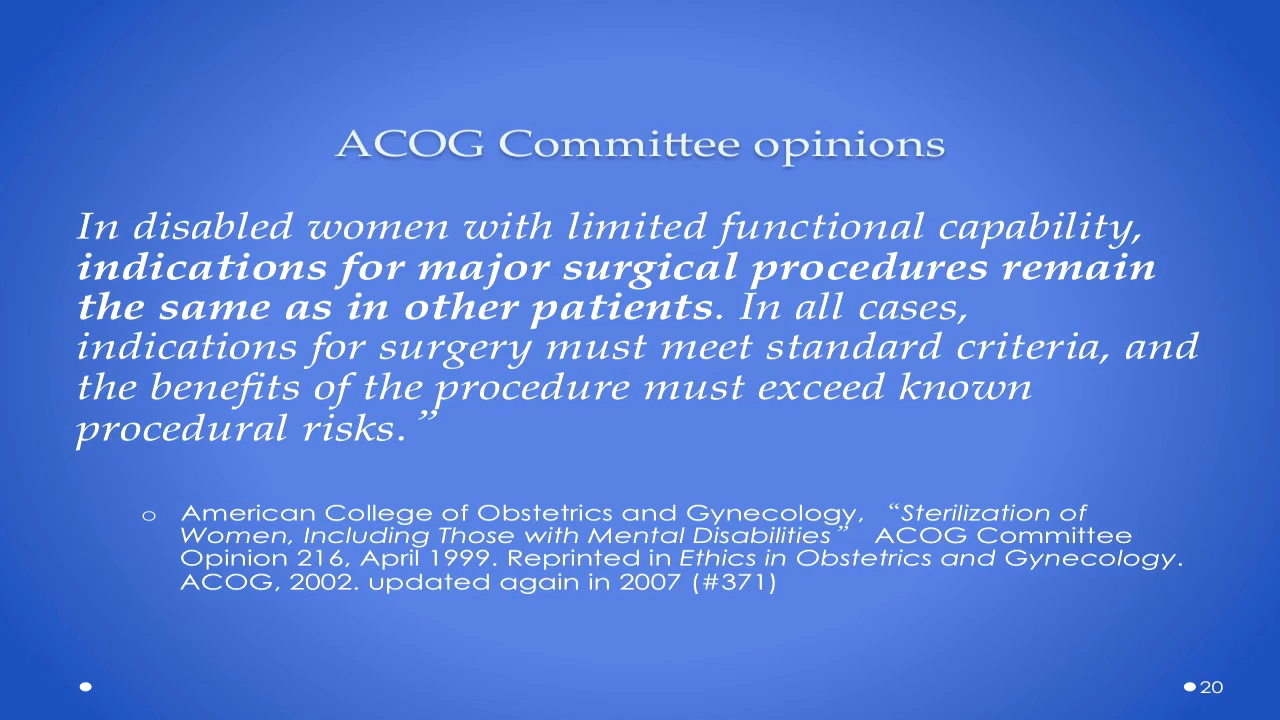 ACOG Committee opinions
In disabled women with limited functional capability,
indications for major surgical procedures remain
the same as in other patients. In all cases,
indications for surgery must meet standard criteria, and
the benefits of the procedure must exceed known
procedural risks.”
o American College of Obstetrics and Gynecology, “Sterilization of
Women, Including Those with Mental Disabilities” ACOG Committee
Opinion 216, April 1999. Reprinted in Ethics in Obstetrics and Gynecology.
ACOG, 2002. updated again in 2007 (#371)
•
• 20